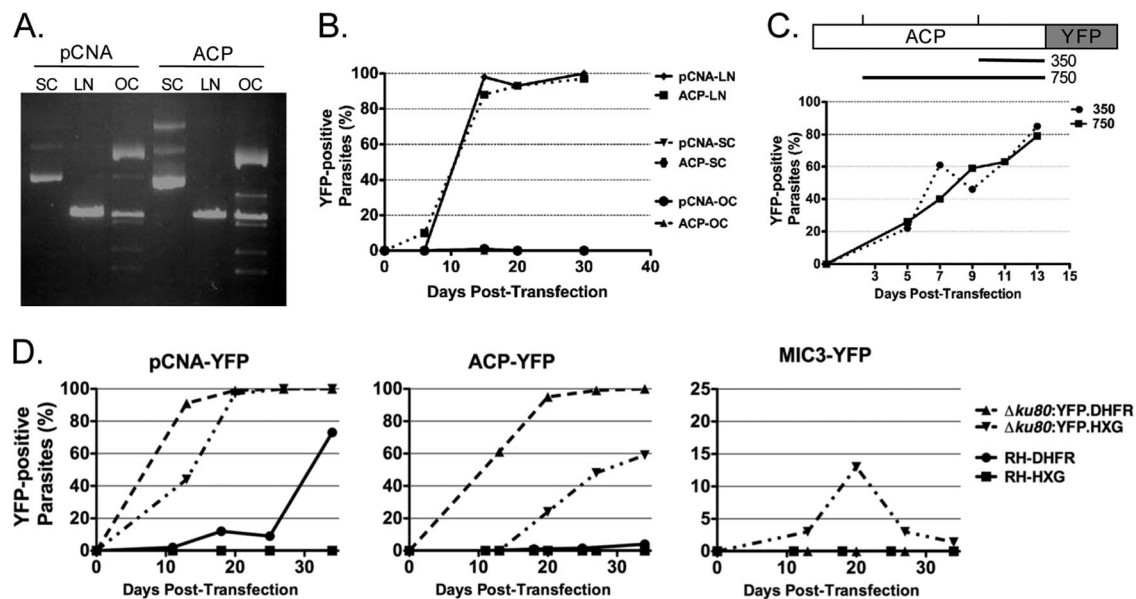 A.
pCNA ACP
SC LN OC SC LN OC
B.
YFP-positive
Parasites (%)
100
80
60
40
20
0
0 10 20 30 40
Days Post-Transfection
pCNA-LN
ACP-LN
pCNA-SC
ACP-SC
pCNA-OC
ACP-OC
C.
ACP YFP
350
750
YFP-positive
Parasites (%)
100
80
60
40
20
0
3 5 7 9 11 13 15
Days Post-Transfection
350
750
D.
pCNA-YFP
YFP-positive
Parasites (%)
100
80
60
40
20
0
0 10 20 30
Days Post-Transfection
ACP-YFP
100
80
60
40
20
0
0 10 20 30
Days Post-Transfection
MIC3-YFP
25
20
15
10
5
0
0 10 20 30
Days Post-Transfection
Δku80:YFP.DHFR
Δku80:YFP.HXG
RH-DHFR
RH-HXG